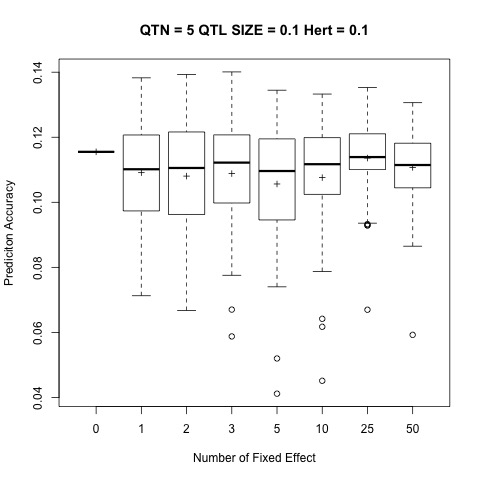 QTN = 5 QTL SIZE = 0.1 Hert = 0.1
Prediciton Accuracy
0.14
0.12
0.10
0.08
0.06
0.04
0 1 2 3 5 10 25 50
Number of Fixed Effect